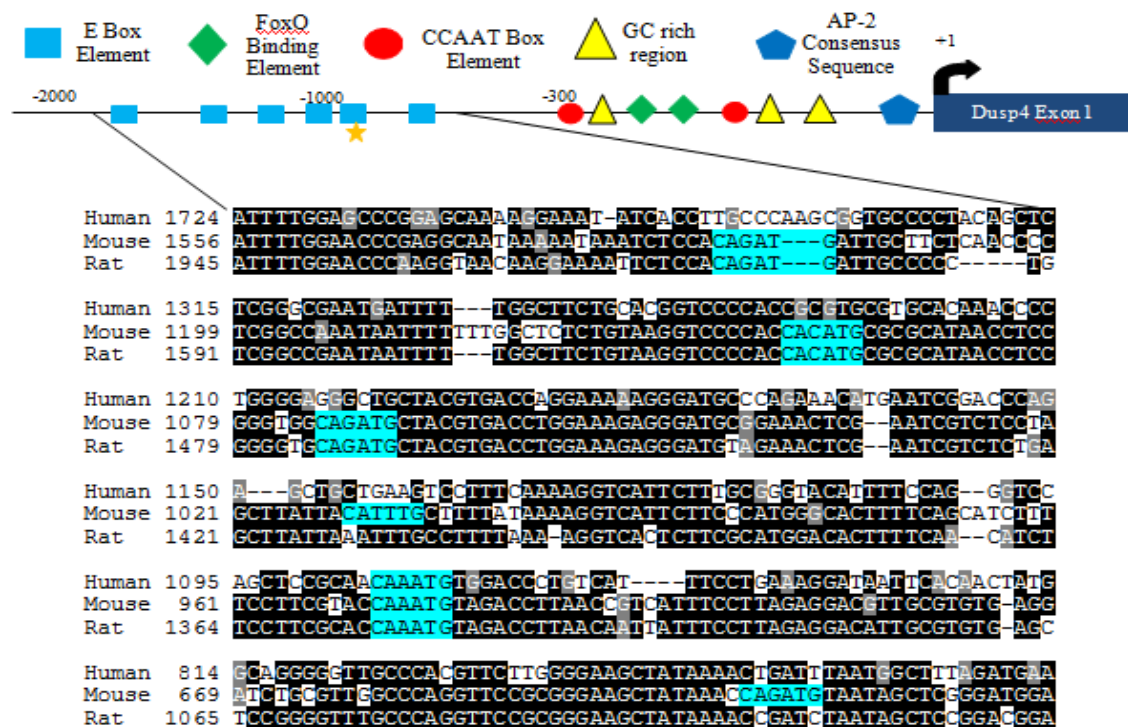 E Box Element
FoxO Binding Element
CCAAT Box Element
GC rich region
AP-2 Consensus Sequence
+1
-2000
-1000
-300
Dusp4 Exon 1
Human 1724 ATTTTGGAGCCCGGAGCAAAAGGAAAT-ATCACCTTGCCCAAGCGGTGCCCCTACAGCTC
Mouse 1556 ATTTTGGAACCCGAGGCAATAAAAATAAATCTCCACAGAT---GATTGCTTCTCAACCCC
Rat 1945 ATTTTGGAACCCAAGGTAACAAGGAAAATTCTCCACAGAT---GATTGCCCCC-----TG
Human 1315 TCGGGCGAATGATTTT---TGGCTTCTGCACGGTCCCCACCGCGTGCGTGCACAAACCCC
Mouse 1199 TCGGCCAAATAATTTTTTTGGCTCTCTGTAAGGTCCCCACCACATGCGCGCATAACCTCC
Rat 1591 TCGGCCGAATAATTTT---TGGCTTCTGTAAGGTCCCCACCACATGCGCGCATAACCTCC
Human 1210 TGGGGAGGGCTGCTACGTGACCAGGAAAAAGGGATGCCCAGAAACATGAATCGGACCCAG
Mouse 1079 GGGTGGCAGATGCTACGTGACCTGGAAAGAGGGATGCGGAAACTCG--AATCGTCTCCTA
Rat 1479 GGGGTGCAGATGCTACGTGACCTGGAAAGAGGGATGTAGAAACTCG--AATCGTCTCTGA
Human 1150 A---GCTGCTGAAGTCCTTTCAAAAGGTCATTCTTTGCGGGTACATTTTCCAG--GGTCC
Mouse 1021 GCTTATTACATTTGCTTTTATAAAAGGTCATTCTTCCCATGGGCACTTTTCAGCATCTTT
Rat 1421 GCTTATTAAATTTGCCTTTTAAA-AGGTCACTCTTCGCATGGACACTTTTCAA--CATCT
Human 1095 AGCTCCGCAACAAATGTGGACCCTGTCAT----TTCCTGAAAGGATAATTCACAACTATG
Mouse 961 TCCTTCGTACCAAATGTAGACCTTAACCGTCATTTCCTTAGAGGACGTTGCGTGTG-AGG
Rat 1364 TCCTTCGCACCAAATGTAGACCTTAACAATTATTTCCTTAGAGGACATTGCGTGTG-AGC
Human 814 GCAGGGGGTTGCCCACGTTCTTGGGGAAGCTATAAAACTGATTTAATGGCTTTAGATGAA
Mouse 669 ATCTGCGTTGGCCCAGGTTCCGCGGGAAGCTATAAACCAGATGTAATAGCTCGGGATGGA
Rat 1065 TCCGGGGTTTGCCCAGGTTCCGCGGGAAGCTATAAAACCGATCTAATAGCTCCGGACGGA